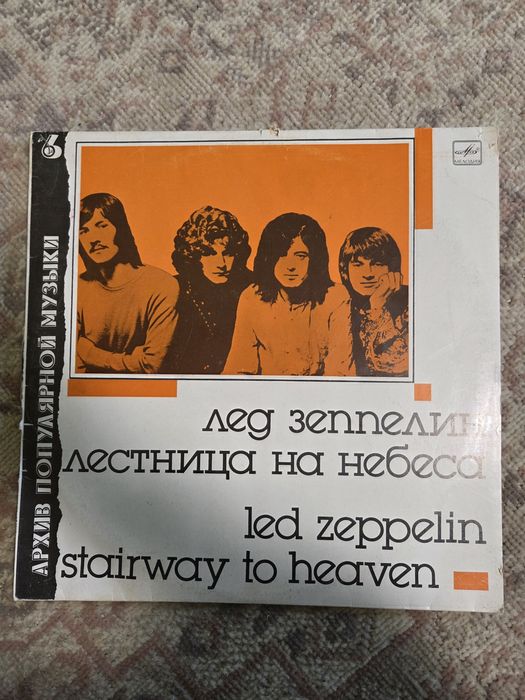 6
АРХИВ ПОПУЛЯРНОЙ МУЗЫКИ
МЕЛОДИЯ
лед зеппелин
лестница на небеса
led zeppelin
stairway to heaven